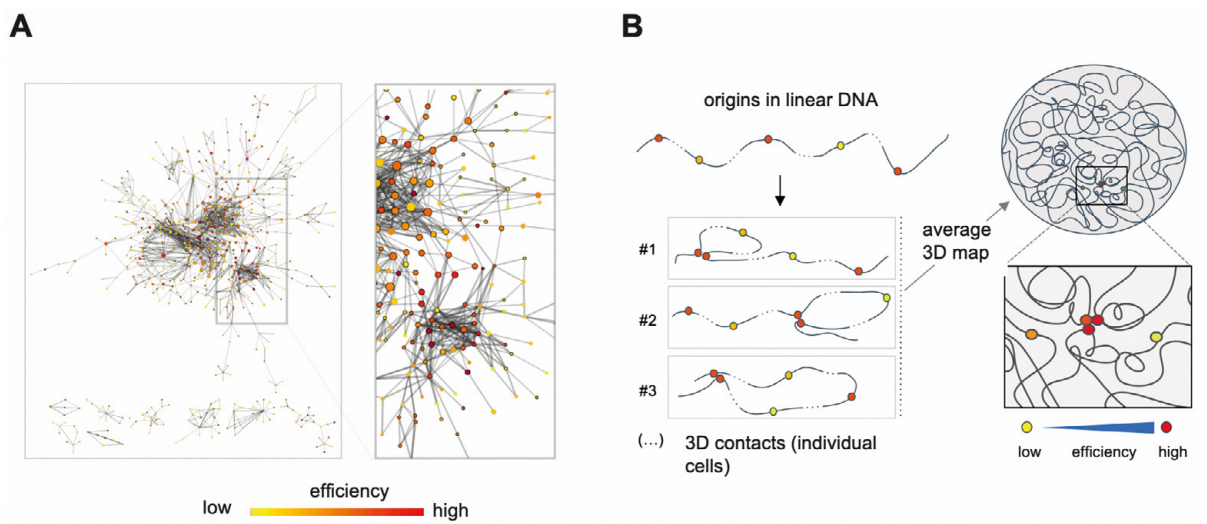 A
B
origins in linear DNA
#1
#2
#3
average
3D map
(...)
3D contacts (individual
cells)
low
efficiency
high
efficiency
low
high